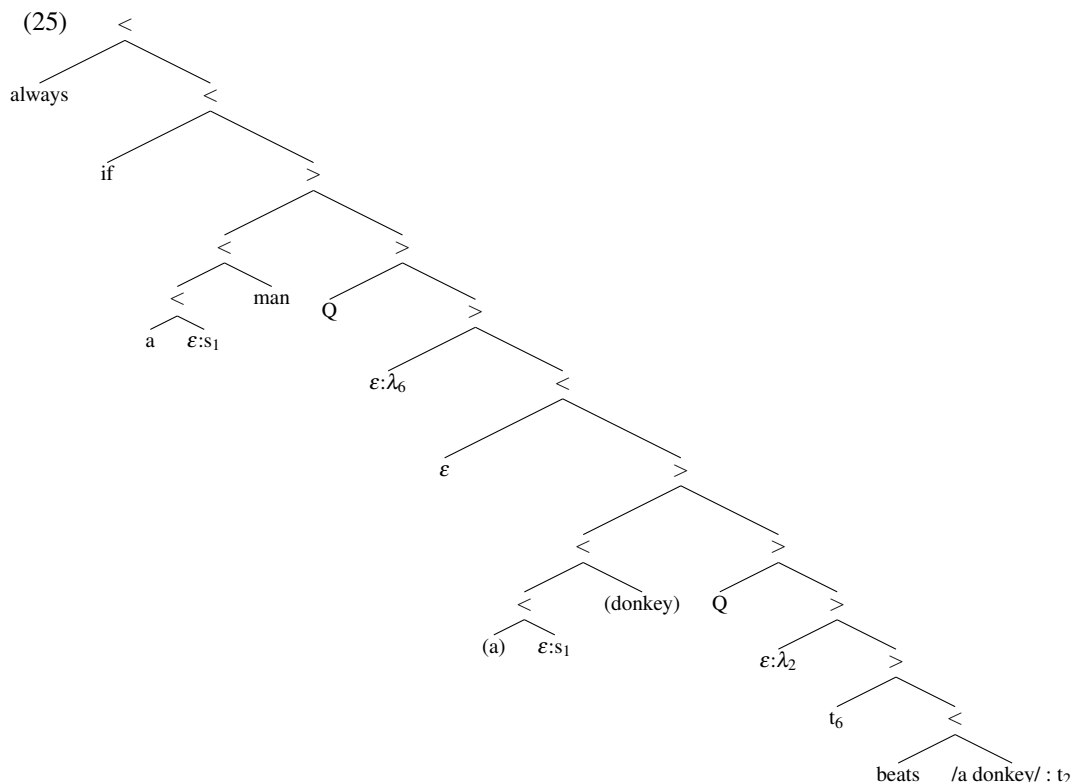 (25) <
always <
if >
< >
< man Q >
a ε:s₁ ε:λ₆ <
ε >
< >
< (donkey) Q >
(a) ε:s₁ ε:λ₂ >
t₆ <
beats /a donkey/ : t₂